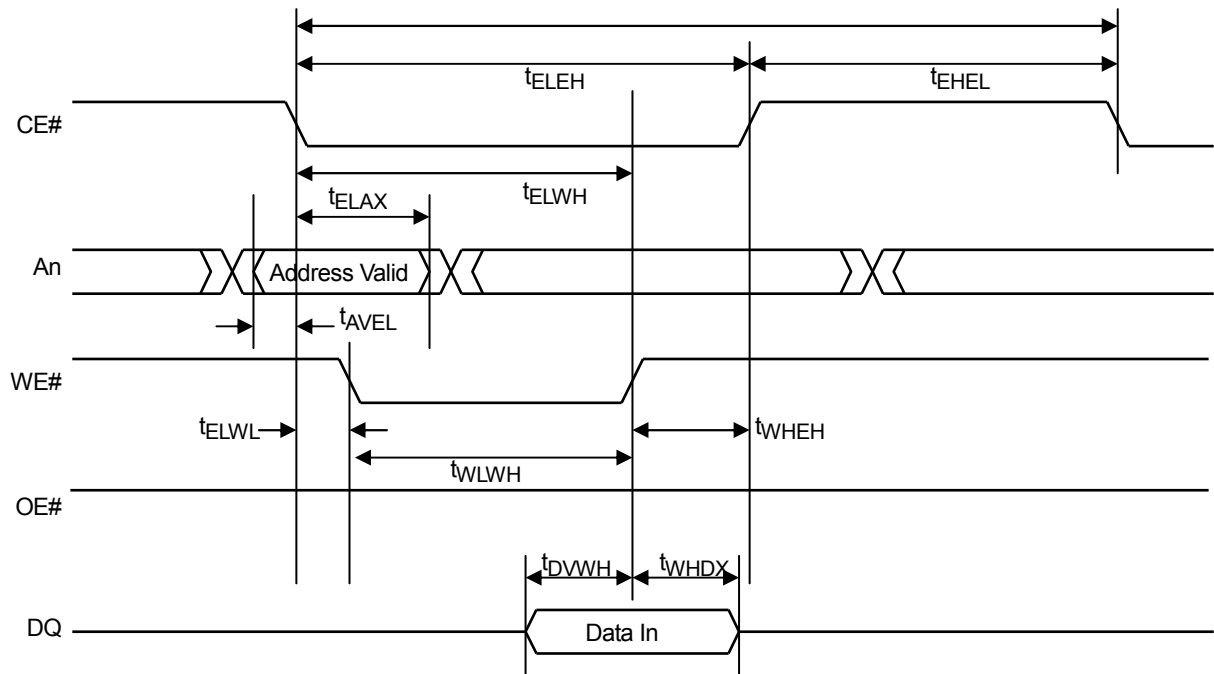 tELEH tEHEL
CE#
tELWH
tELAX
An Address Valid
tAVEL
WE#
tELWL tWHEH
tWLWH
OE#
tDVWH tWHDX
DQ Data In